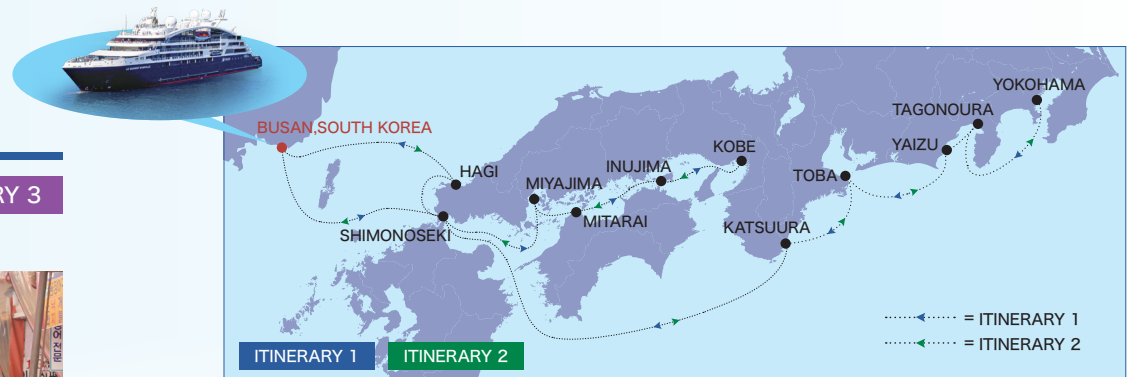 BUSAN,SOUTH KOREA
YOKOHAMA
TAGONOURA
KOBE
YAIZU
INUJIMA
HAGI
MIYAJIMA
TOBA
RY 3
MITARAI
KATSUURA
SHIMONOSEKI
= ITINERARY 1
= ITINERARY 2
ITINERARY 1
ITINERARY 2